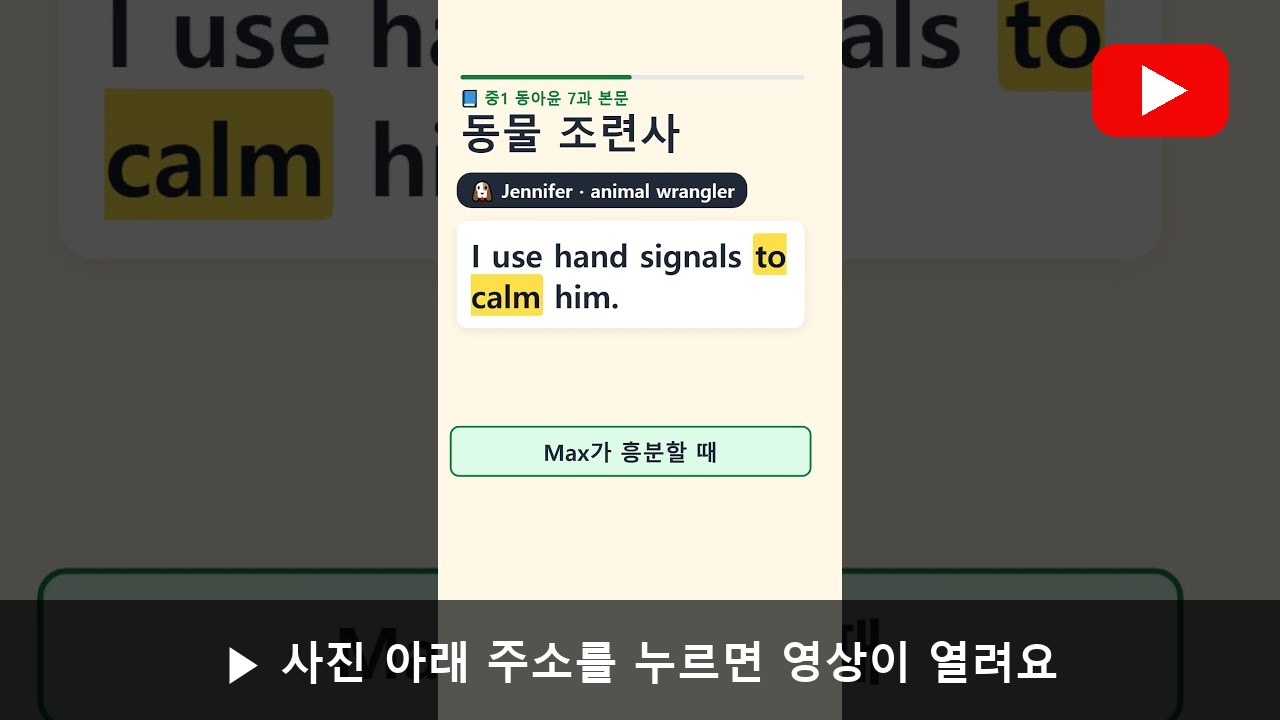 중1 동아윤 7과 본문
동물 조련사
Jennifer · animal wrangler
I use hand signals to
calm him.
Max가 흥분할 때
▶ 사진 아래 주소를 누르면 영상이 열려요